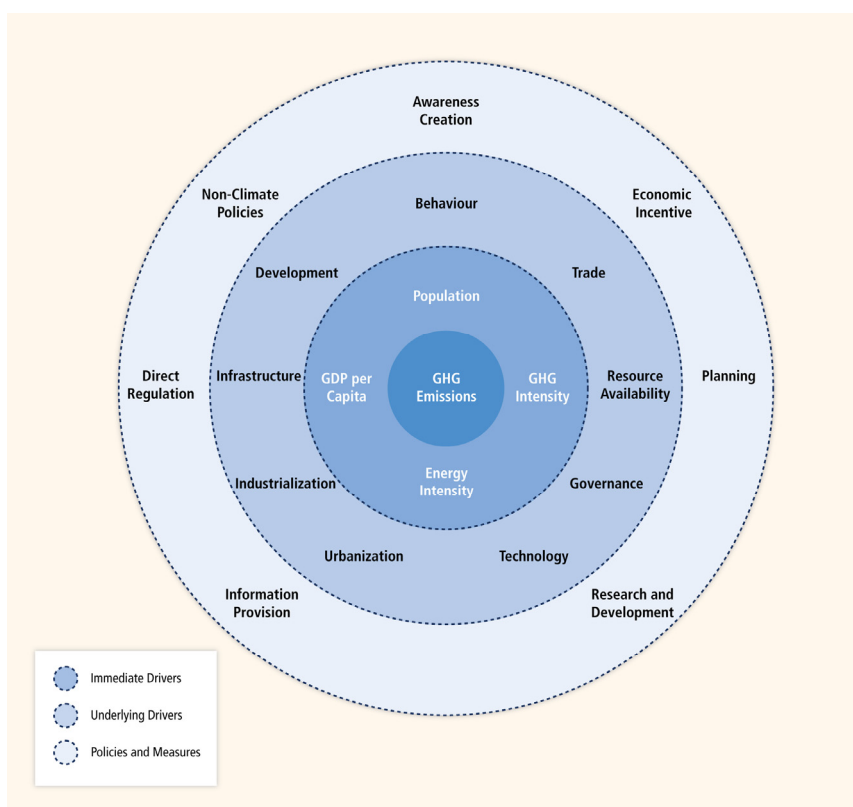 Awareness
Creation
Non-Climate
Policies
Economic
Incentive
Behaviour
Development
Trade
Population
Direct
Regulation
Infrastructure
GDP per
Capita
GHG
Emissions
GHG
Intensity
Resource
Availability
Planning
Energy
Intensity
Industrialization
Governance
Urbanization
Technology
Information
Provision
Research and
Development
Immediate Drivers
Underlying Drivers
Policies and Measures